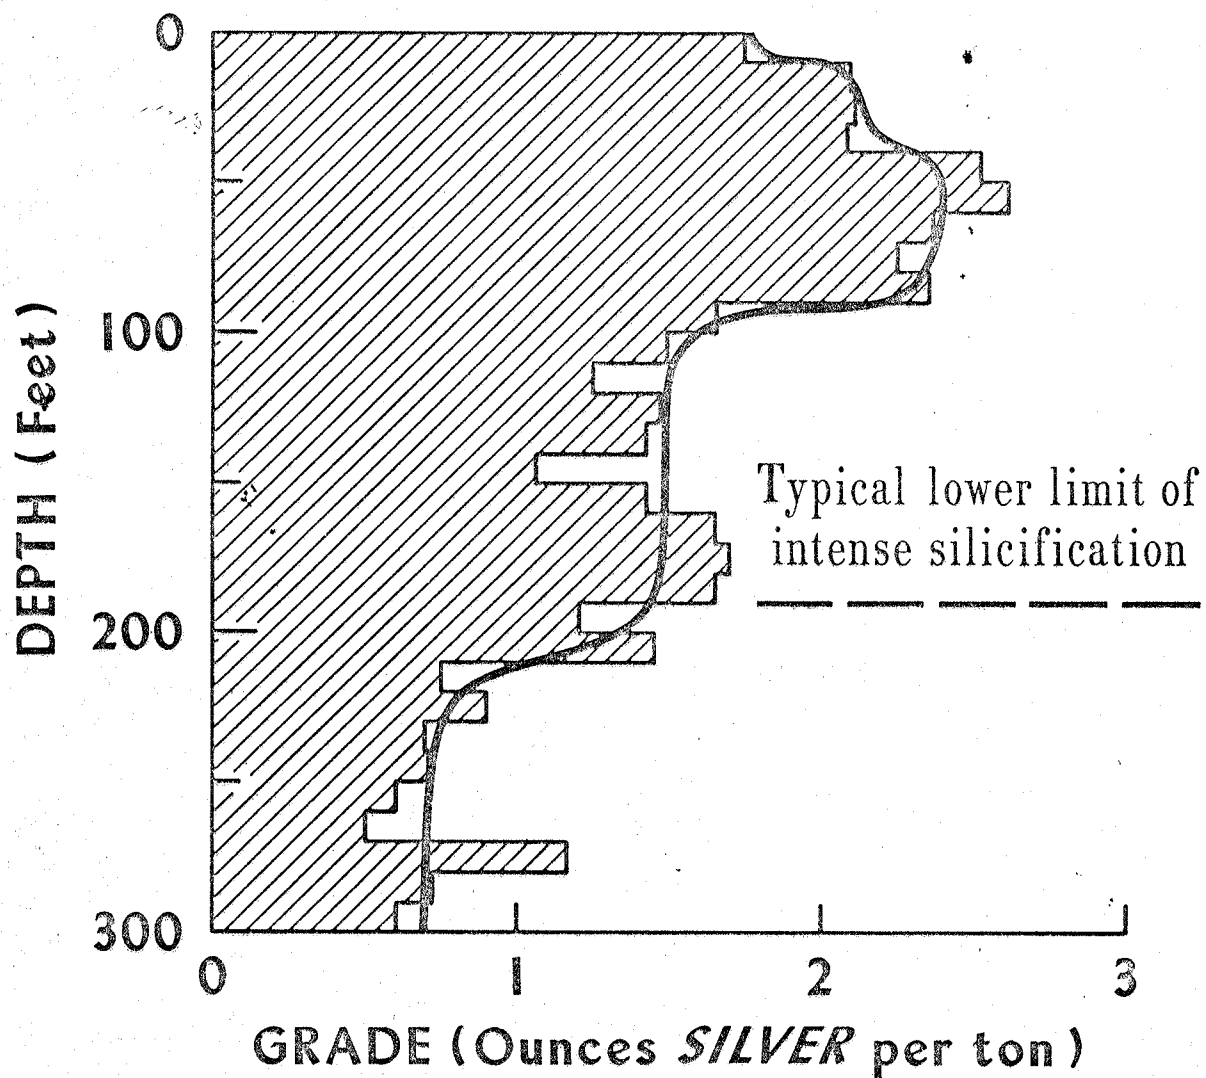 0
100
200
300
DEPTH (Feet)
Typical lower limit of
intense silicification
0 1 2 3
GRADE (Ounces SILVER per ton)